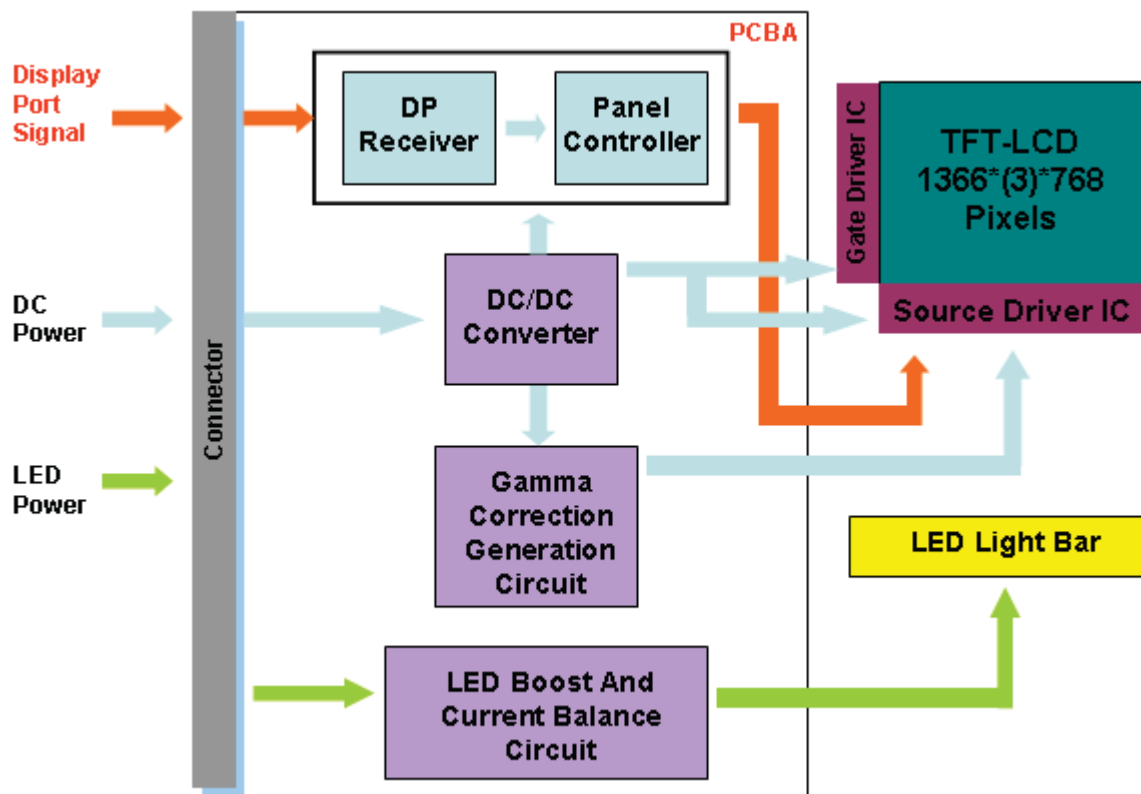 PCBA
Display
Port
Signal
DP
Receiver
Panel
Controller
Gate Driver IC
TFT-LCD
1366*(3)*768
Pixels
Source Driver IC
DC
Power
DC/DC
Converter
Connector
LED
Power
Gamma
Correction
Generation
Circuit
LED Light Bar
LED Boost And
Current Balance
Circuit